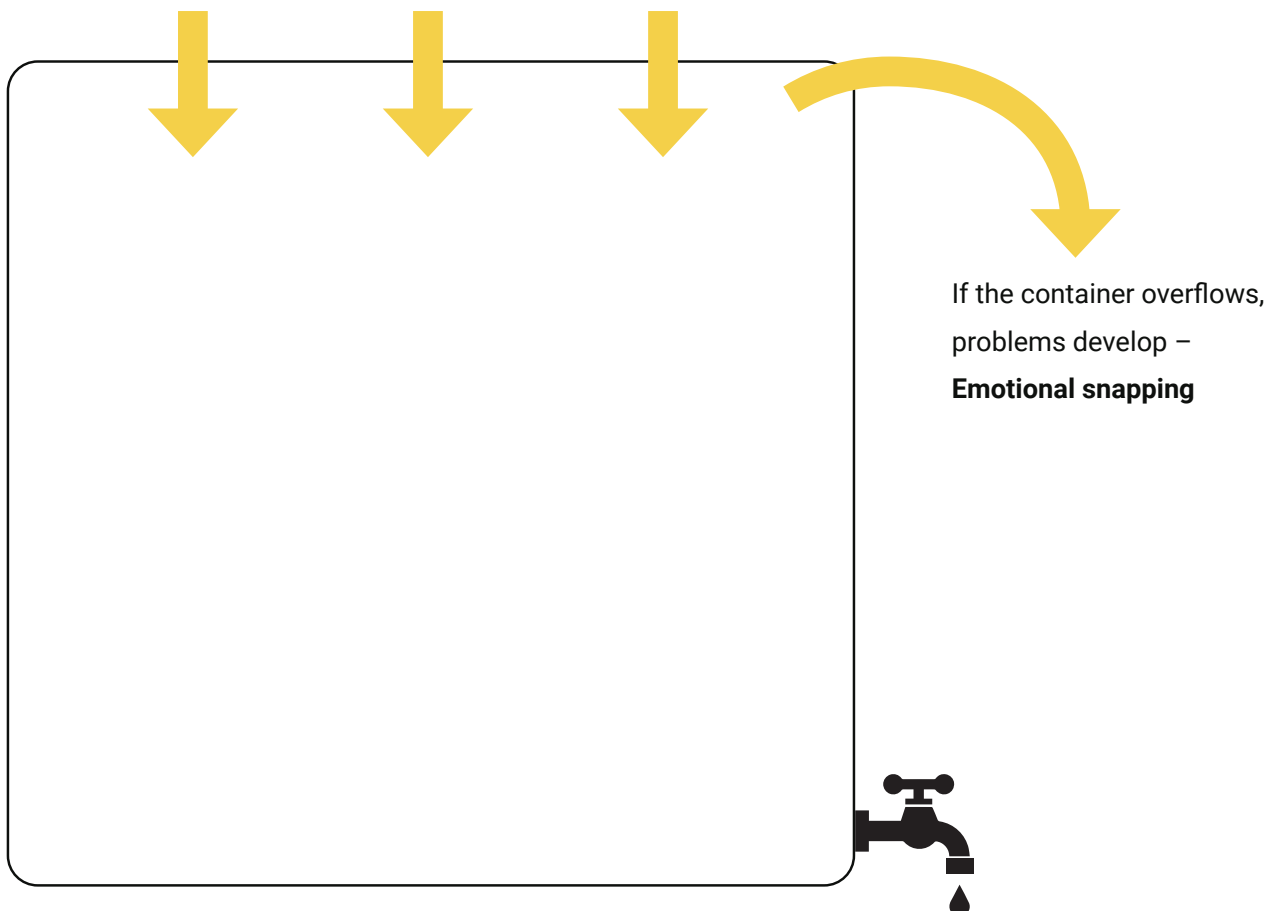 If the container overflows,
problems develop –
Emotional snapping